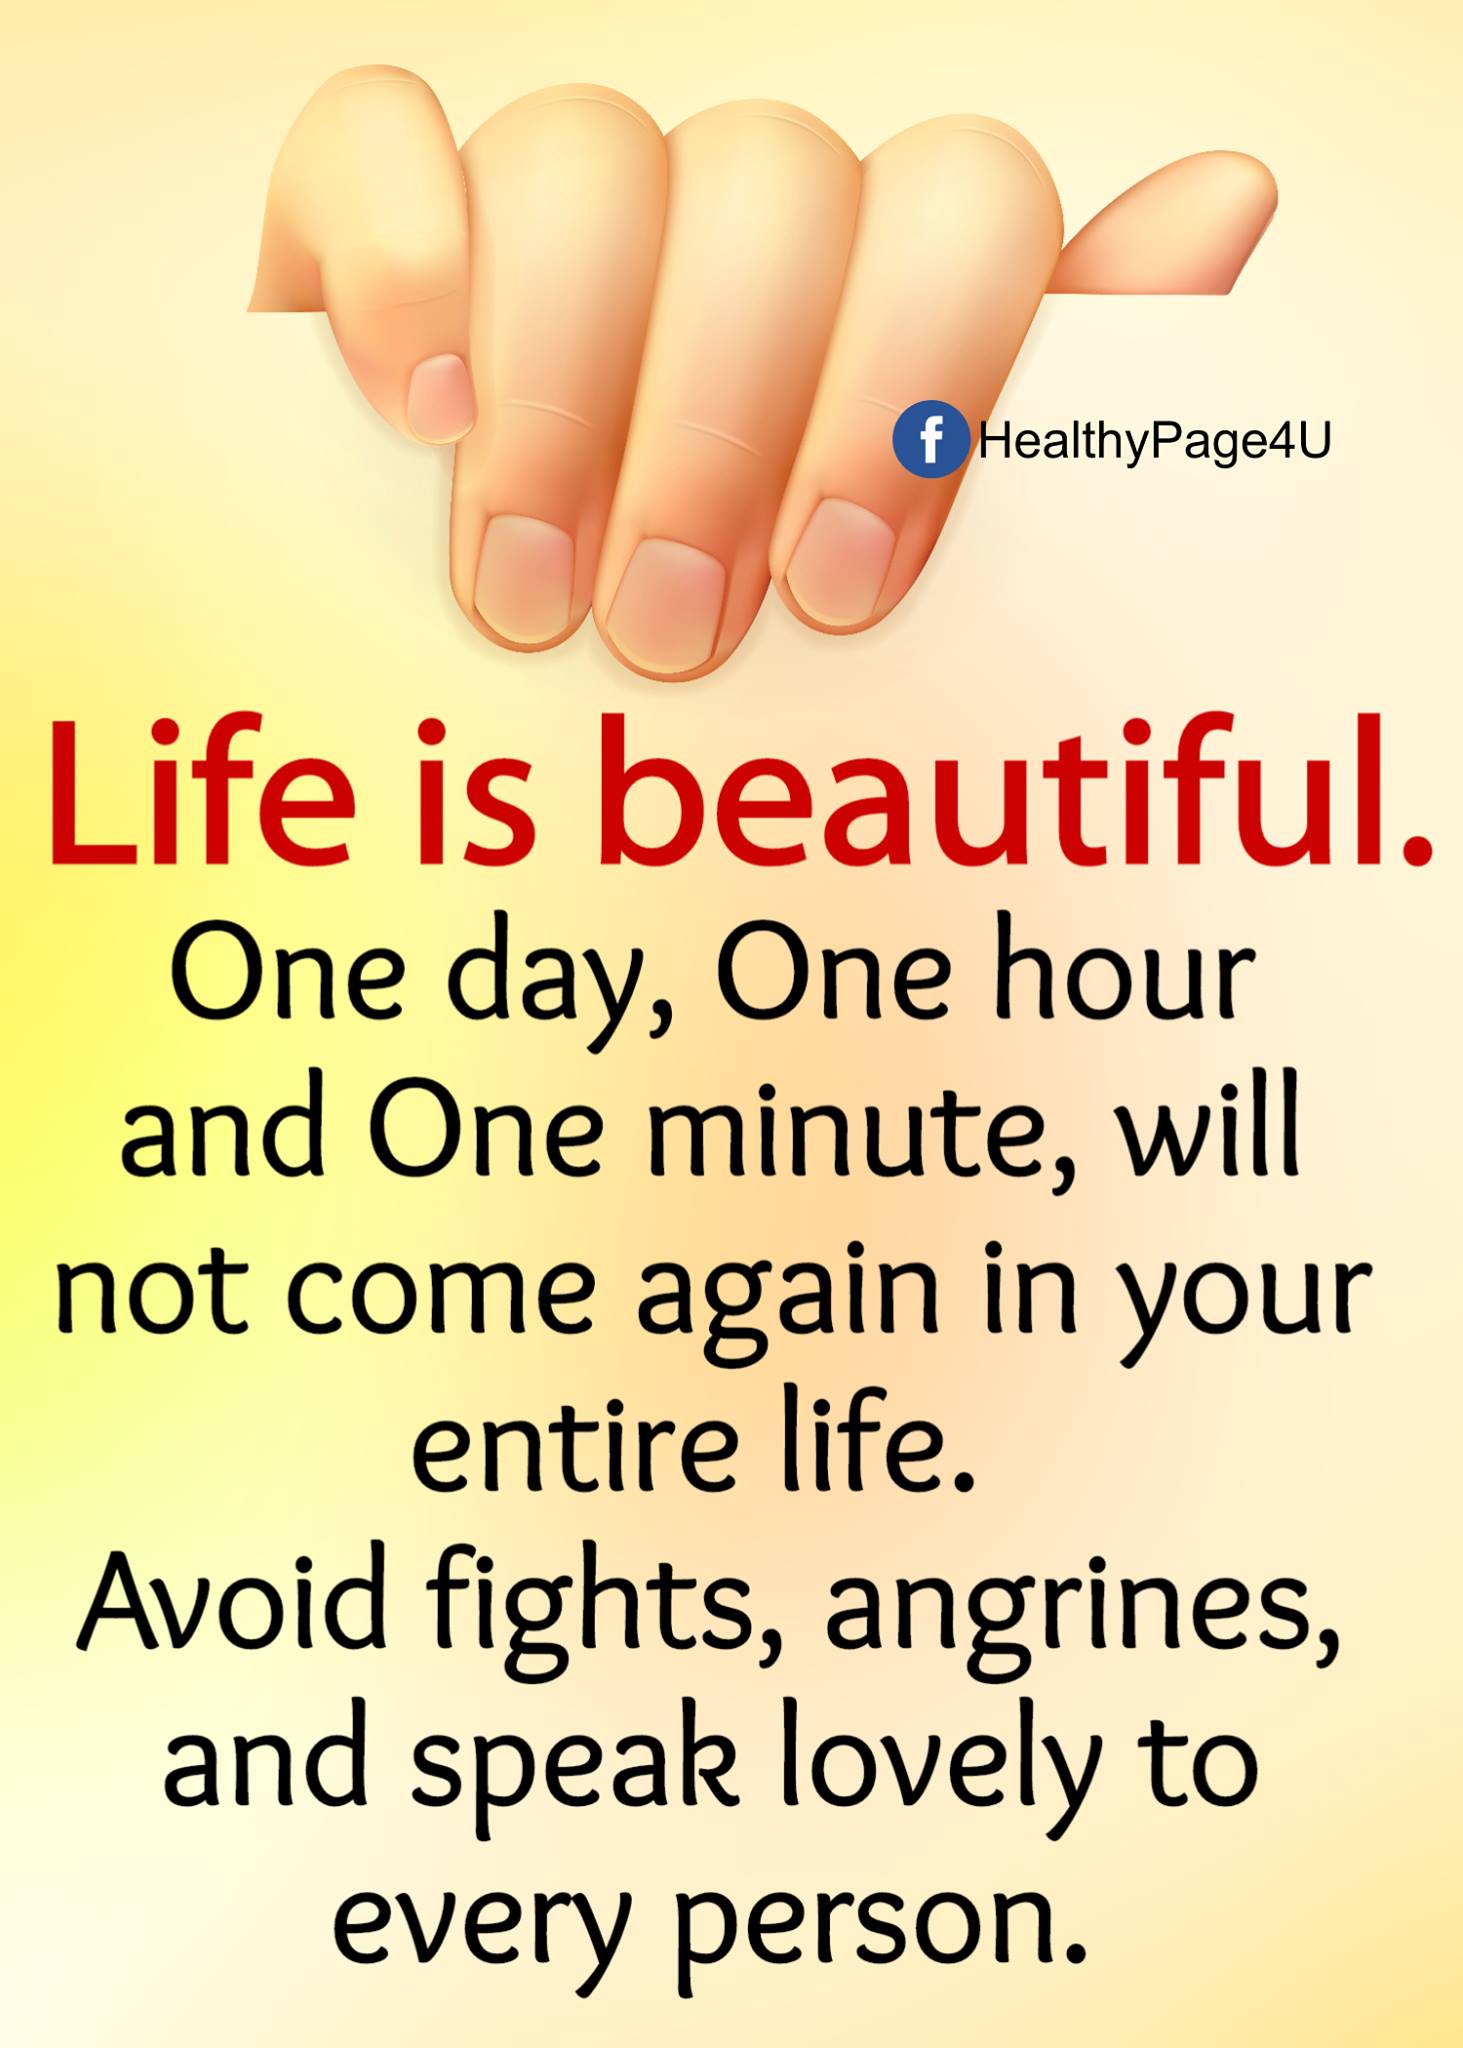 f HealthyPage4U
Life is beautiful.
One day, One hour
and One minute, will
not come again in your
entire life.
Avoid fights, angrines,
and speak lovely to
every person.